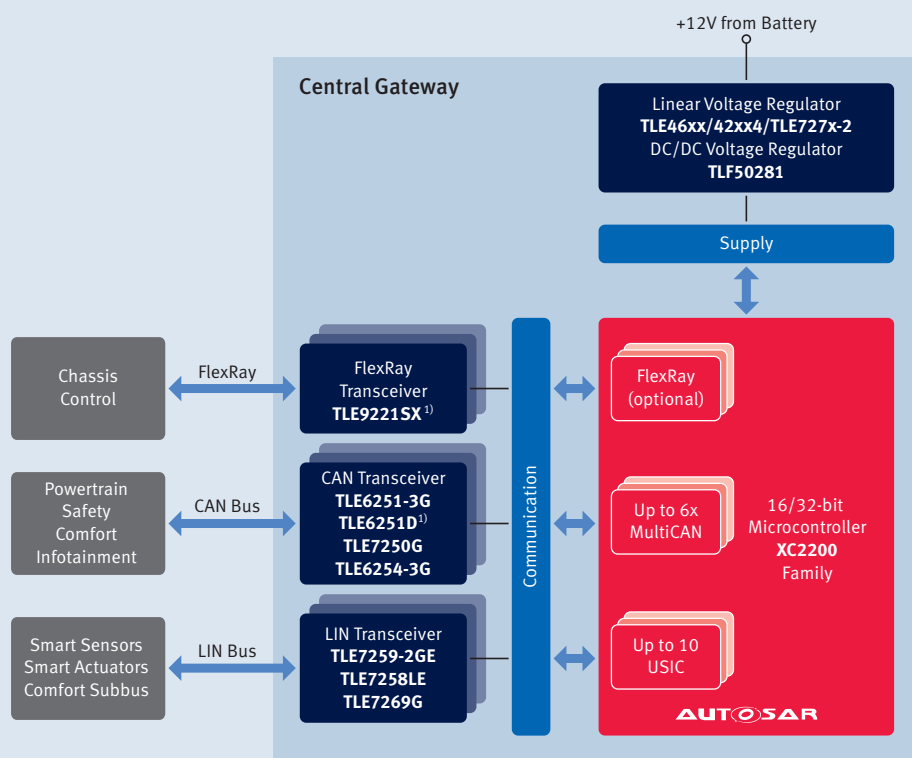 +12V from Battery
Central Gateway
Linear Voltage Regulator
TLE46xx/42xx4/TLE727x-2
DC/DC Voltage Regulator
TLF50281
Supply
Chassis
Control
FlexRay
FlexRay
Transceiver
TLE9221SX 1)
Communication
FlexRay
(optional)
Powertrain
Safety
Comfort
Infotainment
CAN Bus
CAN Transceiver
TLE6251-3G
TLE6251D1)
TLE7250G
TLE6254-3G
Up to 6x
MultiCAN
16/32-bit
Microcontroller
XC2200
Family
Smart Sensors
Smart Actuators
Comfort Subbus
LIN Bus
LIN Transceiver
TLE7259-2GE
TLE7258LE
TLE7269G
Up to 10
USIC
AUTOSAR